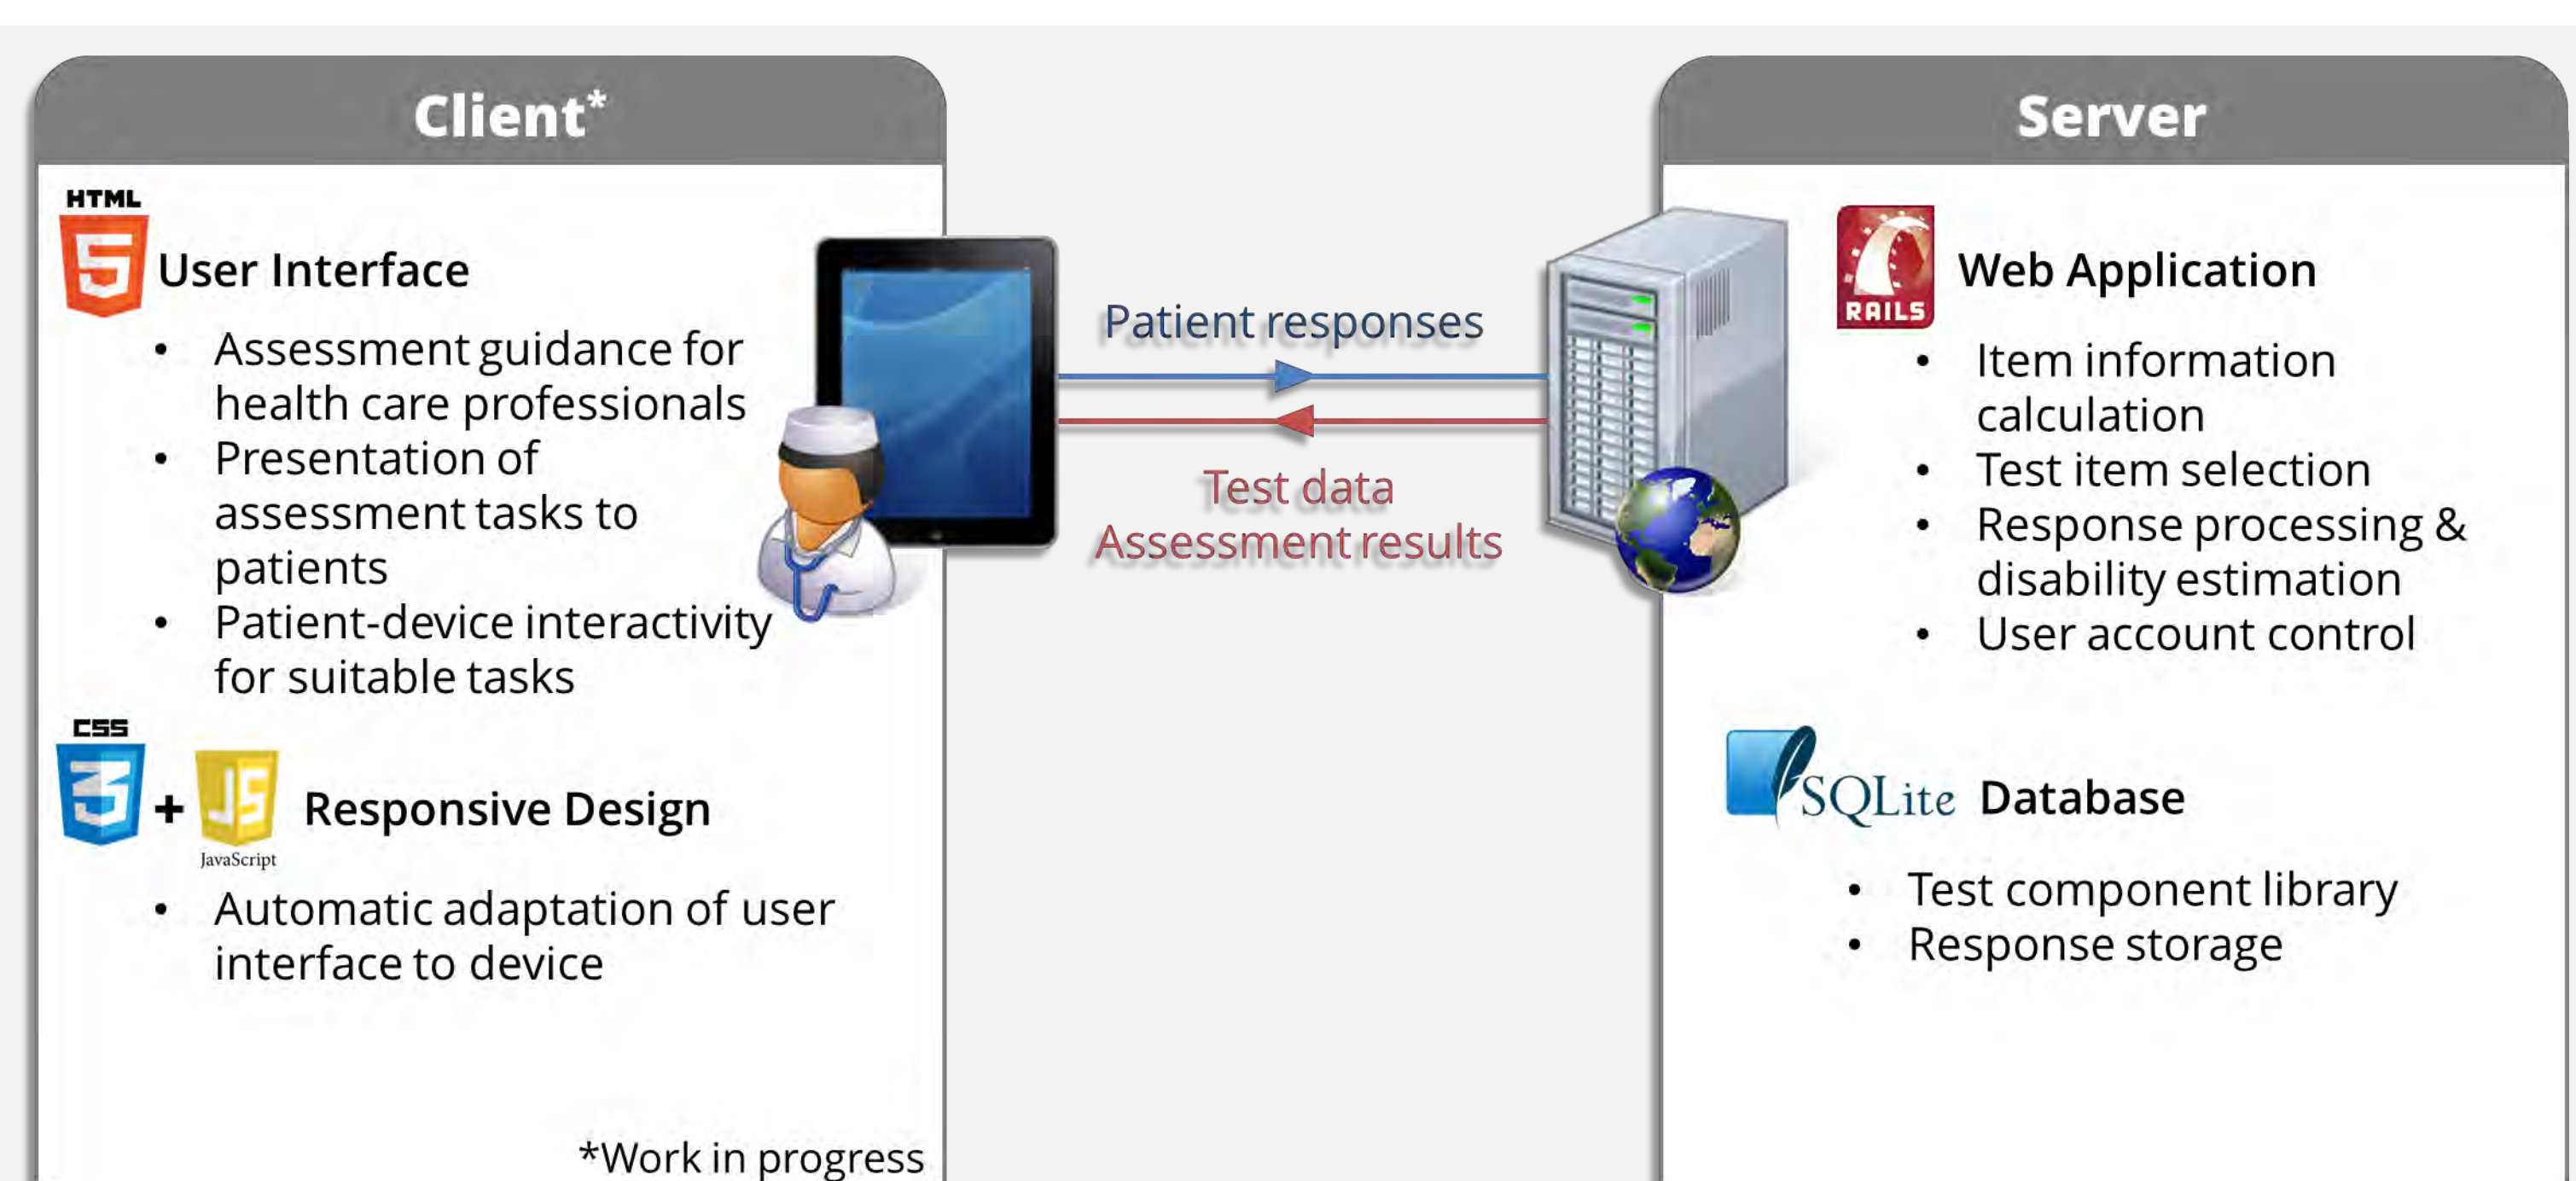 Client*
HTML
5
User Interface
• Assessment guidance for
health care professionals
• Presentation of
assessment tasks to
patients
• Patient-device interactivity
for suitable tasks
CSS
3
+
JS
JavaScript
Responsive Design
• Automatic adaptation of user
interface to device
*Work in progress
Patient responses
Test data
Assessment results
Server
RAILS
Web Application
• Item information
calculation
• Test item selection
• Response processing &
disability estimation
• User account control
SQLite Database
• Test component library
• Response storage